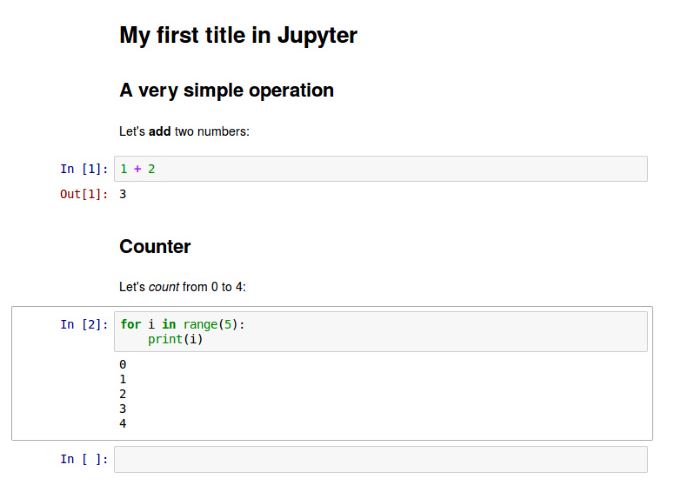 My first title in Jupyter
A very simple operation
Let's add two numbers:
In [1]: 1 + 2
Out[1]: 3
Counter
Let's count from 0 to 4:
In [2]: for i in range(5):
    print(i)
0
1
2
3
4
In [ ]: